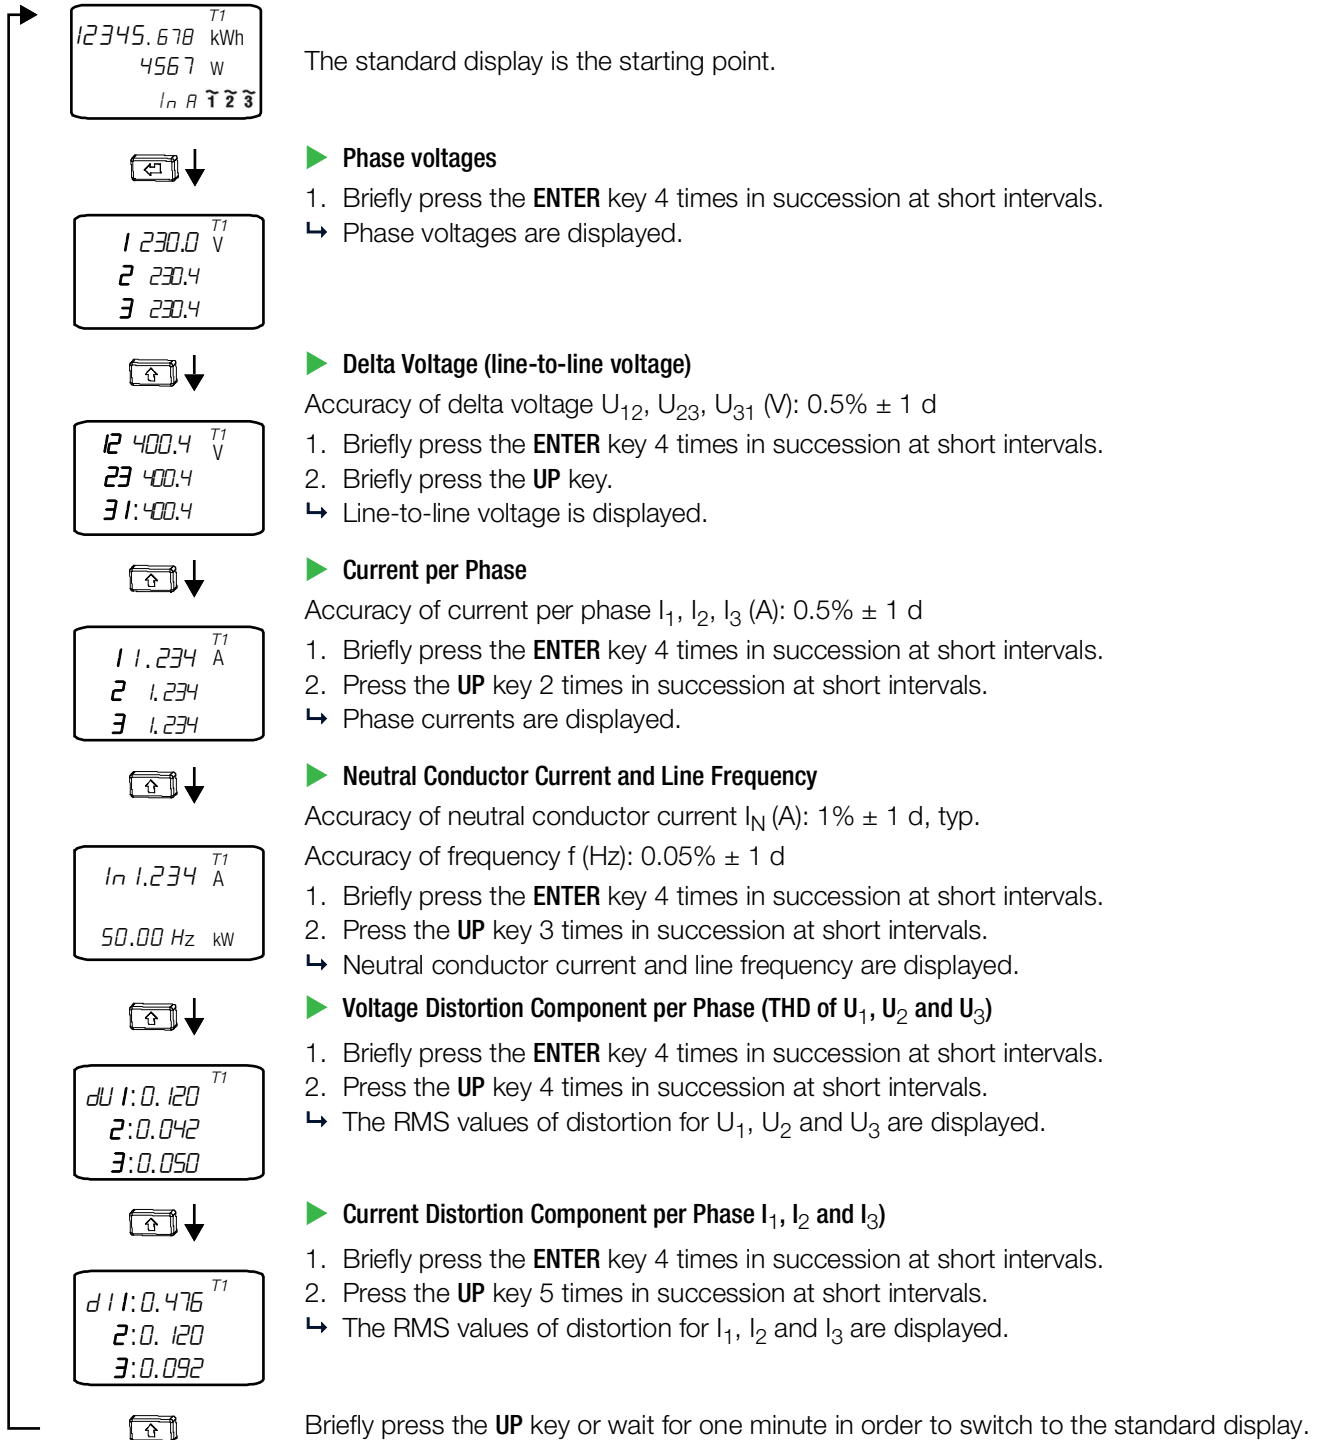 T1
12345.678 kWh
4567 W
In A 1 2 3
The standard display is the starting point.
Phase voltages
1. Briefly press the ENTER key 4 times in succession at short intervals.
↳ Phase voltages are displayed.
T1
1 230.0 V
2 230.4
3 230.4
Delta Voltage (line-to-line voltage)
Accuracy of delta voltage U12, U23, U31 (V): 0.5% ± 1 d
1. Briefly press the ENTER key 4 times in succession at short intervals.
2. Briefly press the UP key.
↳ Line-to-line voltage is displayed.
T1
12 400.4 V
23 400.4
31:400.4
Current per Phase
Accuracy of current per phase I1, I2, I3 (A): 0.5% ± 1 d
1. Briefly press the ENTER key 4 times in succession at short intervals.
2. Press the UP key 2 times in succession at short intervals.
↳ Phase currents are displayed.
T1
1 1.234 A
2 1.234
3 1.234
Neutral Conductor Current and Line Frequency
Accuracy of neutral conductor current IN (A): 1% ± 1 d, typ.
Accuracy of frequency f (Hz): 0.05% ± 1 d
1. Briefly press the ENTER key 4 times in succession at short intervals.
2. Press the UP key 3 times in succession at short intervals.
↳ Neutral conductor current and line frequency are displayed.
T1
In 1.234 A
50.00 Hz kW
Voltage Distortion Component per Phase (THD of U1, U2 and U3)
1. Briefly press the ENTER key 4 times in succession at short intervals.
2. Press the UP key 4 times in succession at short intervals.
↳ The RMS values of distortion for U1, U2 and U3 are displayed.
T1
dU 1:0.120
2:0.042
3:0.050
Current Distortion Component per Phase I1, I2 and I3)
1. Briefly press the ENTER key 4 times in succession at short intervals.
2. Press the UP key 5 times in succession at short intervals.
↳ The RMS values of distortion for I1, I2 and I3 are displayed.
T1
dI 1:0.476
2:0.120
3:0.092
Briefly press the UP key or wait for one minute in order to switch to the standard display.